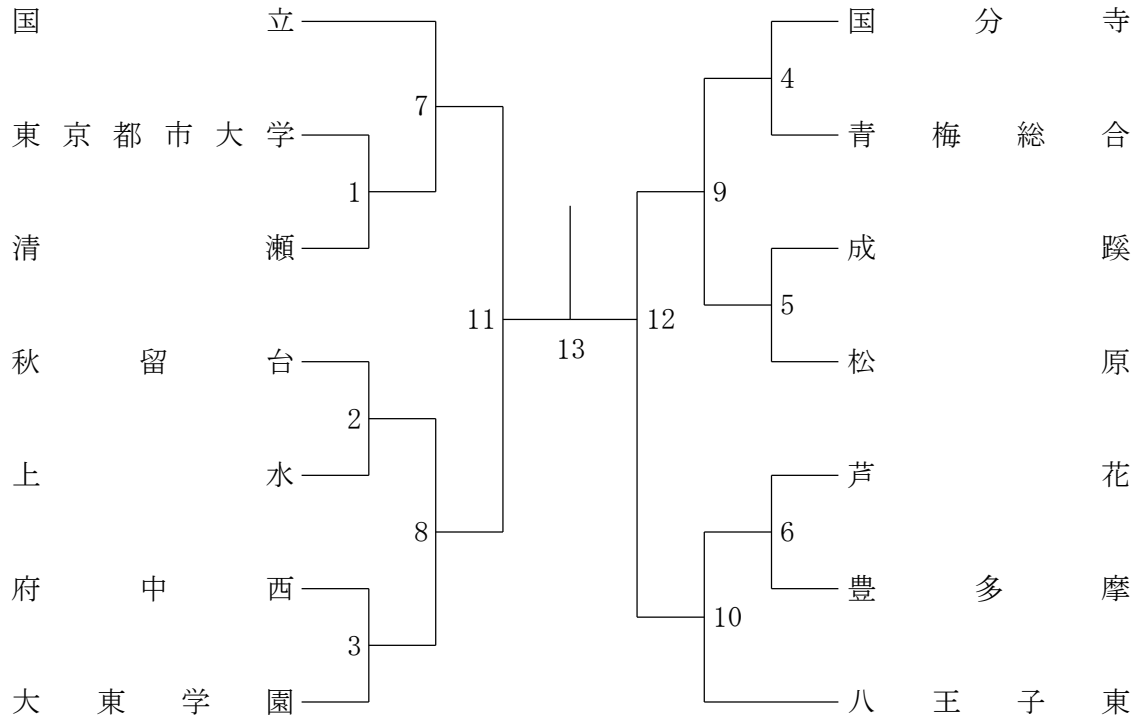 国立
国分寺
7
4
東京都市大学
青梅総合
1
9
清瀬
成蹊
5
11
12
13
秋留台
松原
2
上水
芦花
8
6
府中西
豊多摩
10
3
大東学園
八王子東